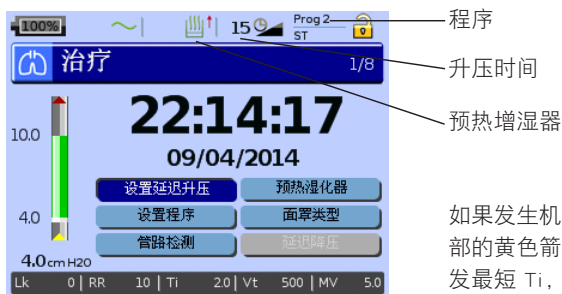 100%
15
Prog 2
ST
程序
治疗
1/8
升压时间
22:14:17
预热增湿器
10.0
09/04/2014
设置延迟升压
预热湿化器
4.0
设置程序
面罩类型
管路检测
延迟降压
4.0 cm H2O
Lk 0 | RR 10 | Ti 2.0 | Vt 500 | MV 5.0
如果发生机
部的黄色箭
发最短 Ti，